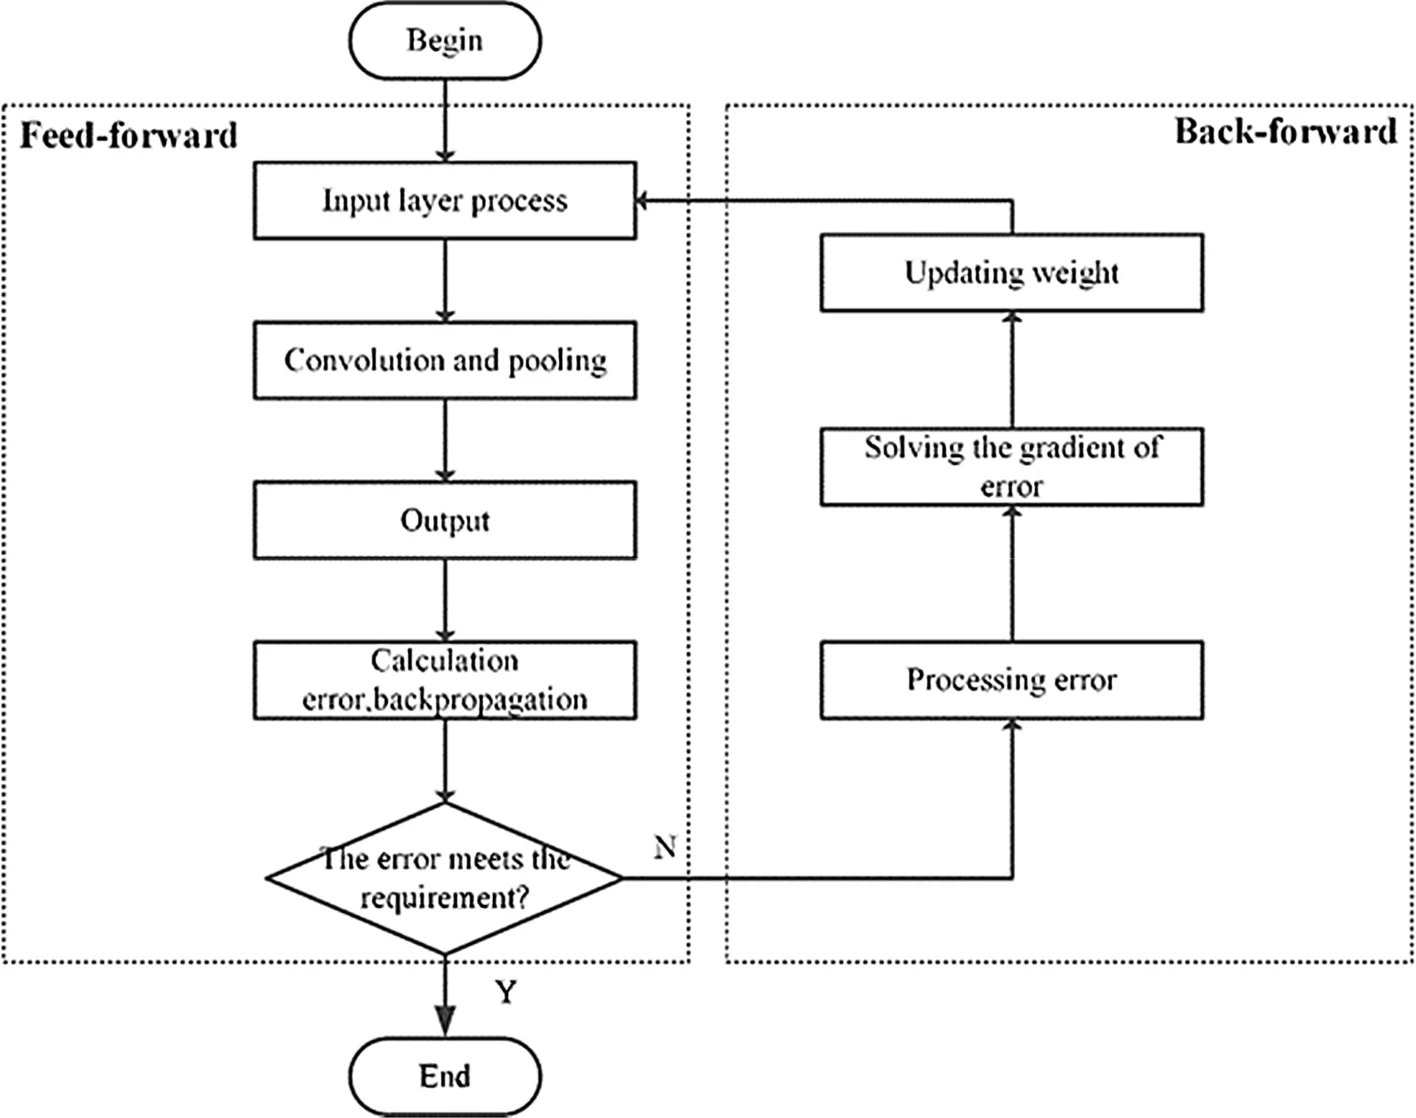 Begin
Feed-forward
Input layer process
Convolution and pooling
Output
Calculation
error,backpropagation
The error meets the
requirement?
N
Y
End
Back-forward
Updating weight
Solving the gradient of
error
Processing error